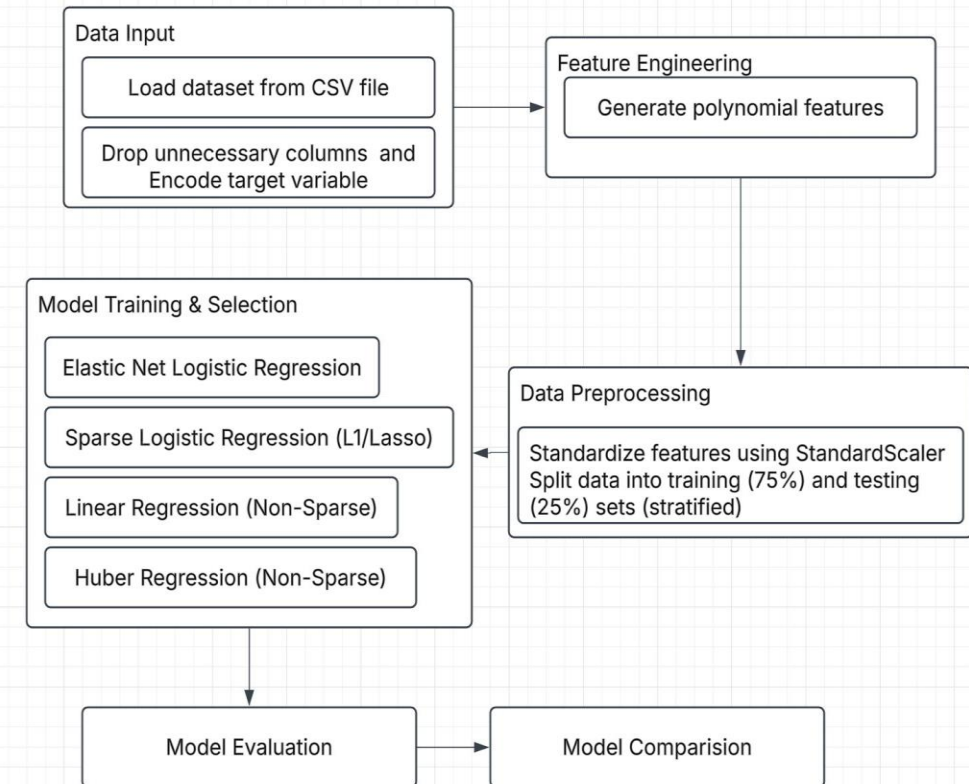 Data Input
Load dataset from CSV file
Drop unnecessary columns and
Encode target variable
Feature Engineering
Generate polynomial features
Data Preprocessing
Standardize features using StandardScaler
Split data into training (75%) and testing
(25%) sets (stratified)
Model Training & Selection
Elastic Net Logistic Regression
Sparse Logistic Regression (L1/Lasso)
Linear Regression (Non-Sparse)
Huber Regression (Non-Sparse)
Model Evaluation
Model Comparision